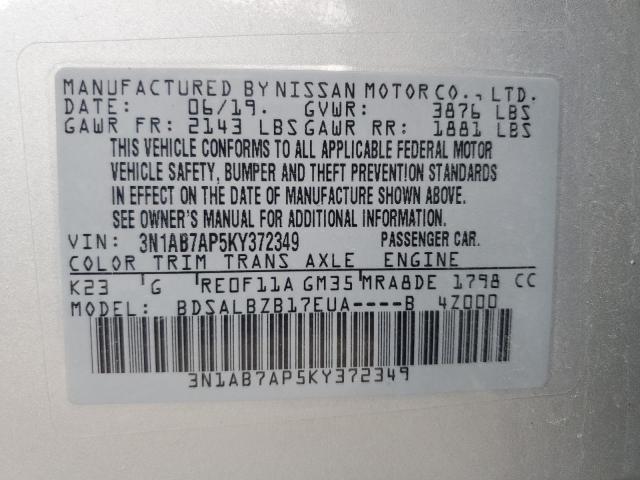 MANUFACTURED BY NISSAN MOTOR CO., LTD.
DATE: 06/19. GVWR: 3876 LBS
GAWR FR: 2143 LBS GAWR RR: 1881 LBS
THIS VEHICLE CONFORMS TO ALL APPLICABLE FEDERAL MOTOR
VEHICLE SAFETY, BUMPER AND THEFT PREVENTION STANDARDS
IN EFFECT ON THE DATE OF MANUFACTURE SHOWN ABOVE.
SEE OWNER'S MANUAL FOR ADDITIONAL INFORMATION.
VIN: 3N1AB7AP5KY372349 PASSENGER CAR.
COLOR TRIM TRANS AXLE ENGINE
K23 G RE0F11A GM35 MRA8DE 1798 CC
MODEL: BDSALBZB17EUA----B 4Z000
3N1AB7AP5KY372349